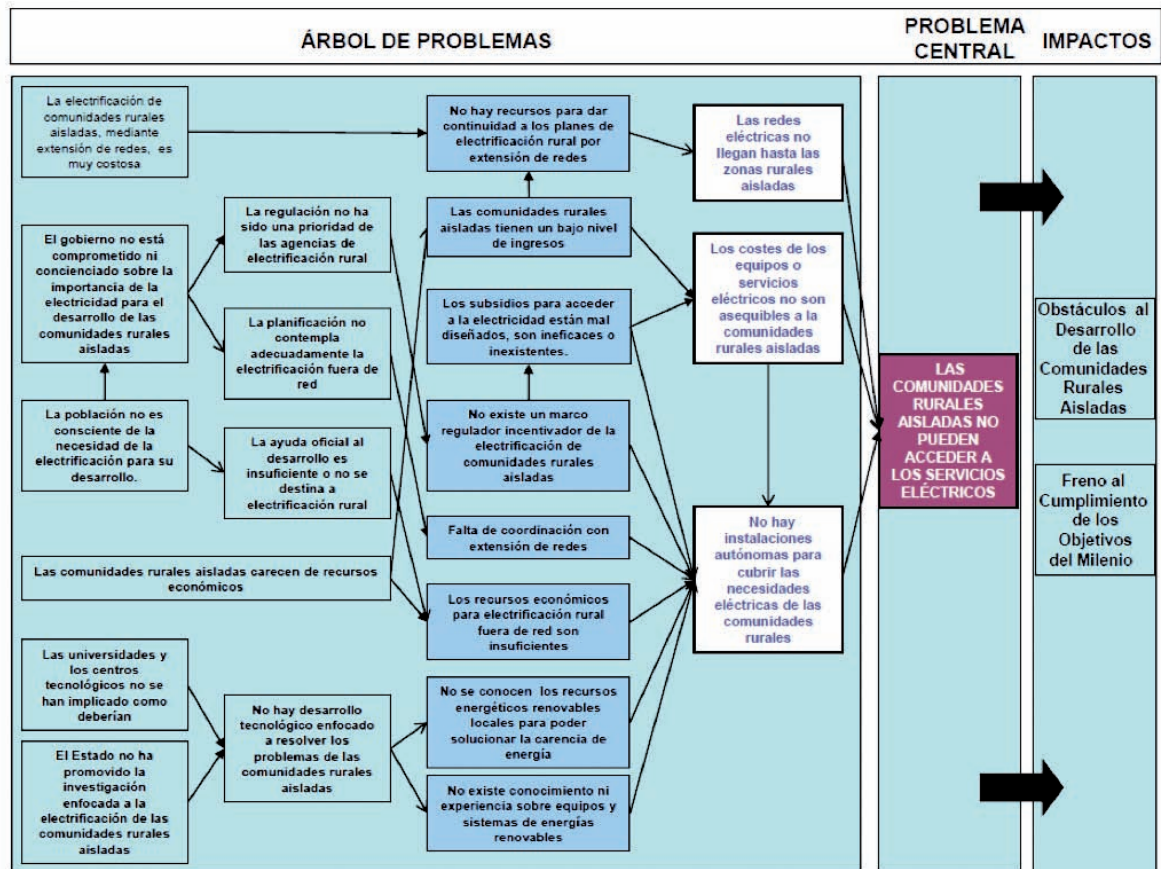 ÁRBOL DE PROBLEMAS
PROBLEMA
CENTRAL
IMPACTOS
La electrificación de
comunidades rurales
aisladas, mediante
extensión de redes, es
muy costosa
El gobierno no está
comprometido ni
concienciado sobre la
importancia de la
electricidad para el
desarrollo de las
comunidades rurales
aisladas
La población no es
consciente de la
necesidad de la
electrificación para su
desarrollo.
Las comunidades rurales aisladas carecen de recursos
económicos
Las universidades y
los centros
tecnológicos no se
han implicado como
deberían
El Estado no ha
promovido la
investigación
enfocada a la
electrificación de las
comunidades rurales
aisladas
La regulación no ha
sido una prioridad de
las agencias de
electrificación rural
La planificación no
contempla
adecuadamente la
electrificación fuera de
red
La ayuda oficial al
desarrollo es
insuficiente o no se
destina a
electrificación rural
No hay desarrollo
tecnológico enfocado
a resolver los
problemas de las
comunidades rurales
aisladas
No hay recursos para dar
continuidad a los planes de
electrificación rural por
extensión de redes
Las comunidades rurales
aisladas tienen un bajo nivel
de ingresos
Los subsidios para acceder
a la electricidad están mal
diseñados, son ineficaces o
inexistentes.
No existe un marco
regulador incentivador de la
electrificación de
comunidades rurales
aisladas
Falta de coordinación con
extensión de redes
Los recursos económicos
para electrificación rural
fuera de red son
insuficientes
No se conocen los recursos
energéticos renovables
locales para poder
solucionar la carencia de
energía
No existe conocimiento ni
experiencia sobre equipos y
sistemas de energías
renovables
Las redes
eléctricas no
llegan hasta las
zonas rurales
aisladas
Los costes de los
equipos o
servicios
eléctricos no son
asequibles a la
comunidades
rurales aisladas
No hay
instalaciones
autónomas para
cubrir las
necesidades
eléctricas de las
comunidades
rurales
LAS
COMUNIDADES
RURALES
AISLADAS NO
PUEDEN
ACCEDER A
LOS SERVICIOS
ELÉCTRICOS
Obstáculos al
Desarrollo
de las
Comunidades
Rurales
Aisladas
Freno al
Cumplimiento
de los
Objetivos
del Milenio